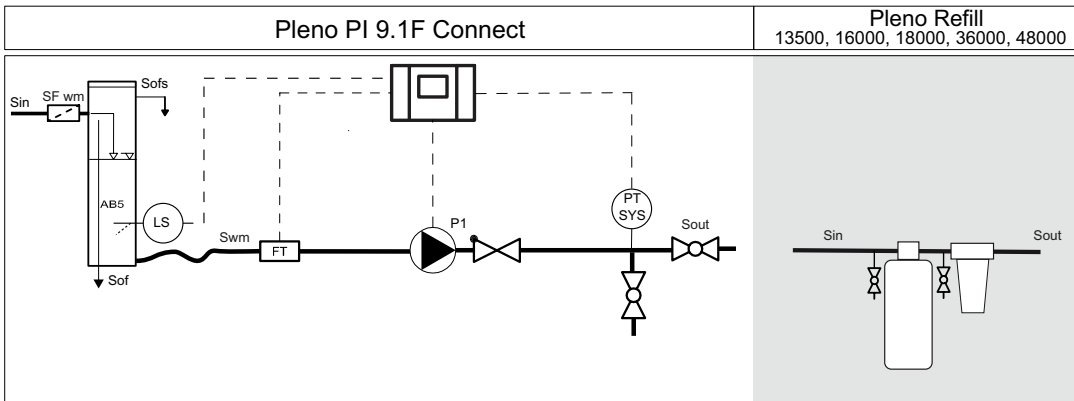 Pleno PI 9.1F Connect
Pleno Refill
13500, 16000, 18000, 36000, 48000
Sofs
SF wm
Sin
AB5
LS
Swm
FT
Sof
P1
PT
SYS
Sout
Sin
Sout